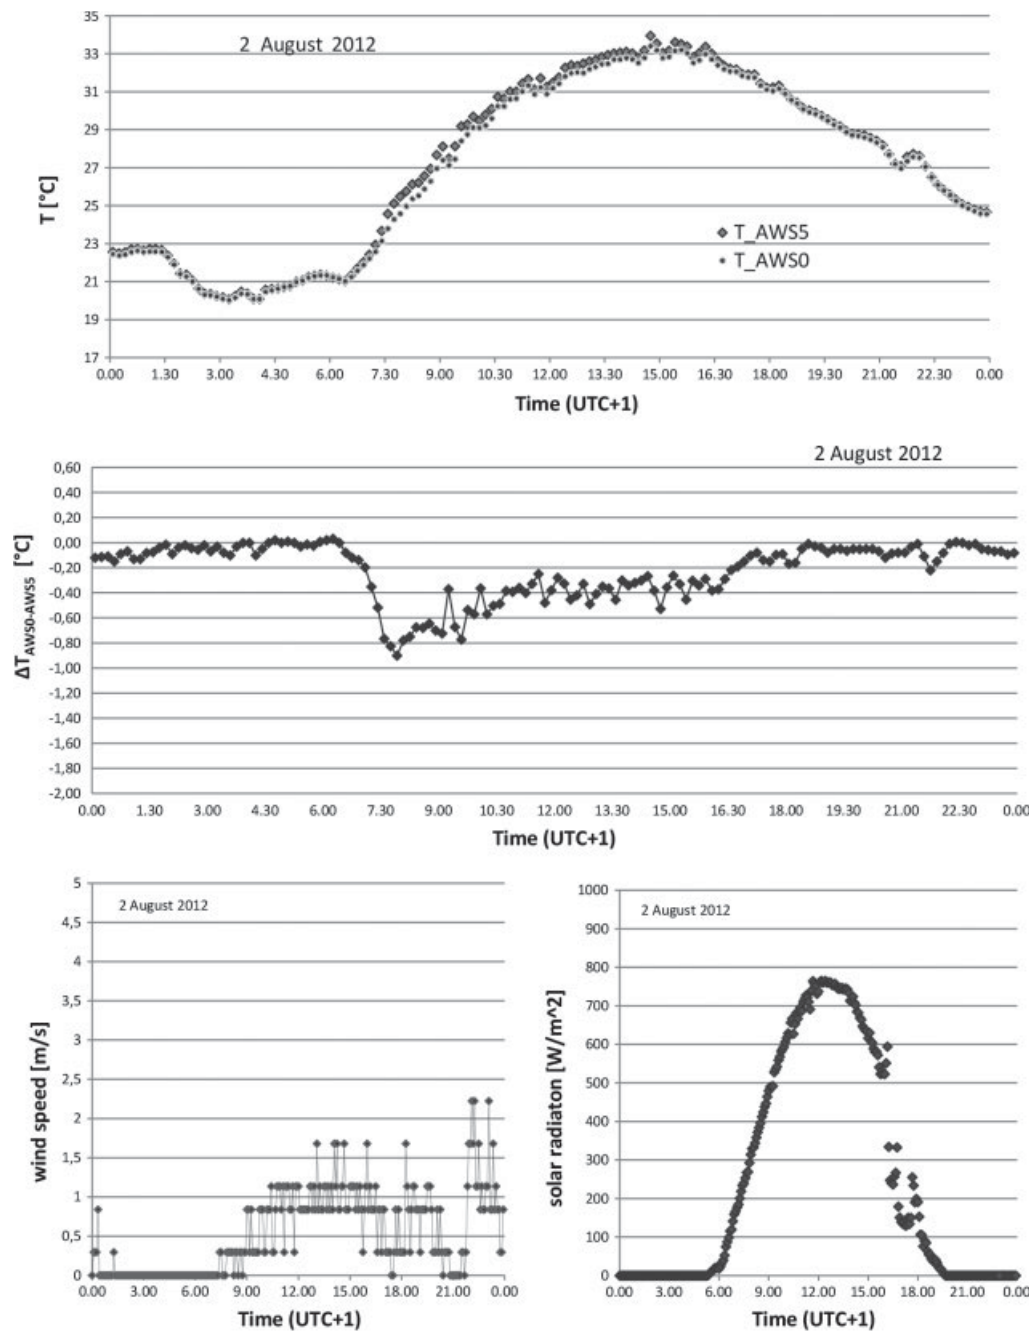 2 August 2012
T [°C]
35
33
31
29
27
25
23
21
19
17
T_AWS5
T_AWS0
0.00 1.30 3.00 4.30 6.00 7.30 9.00 10.30 12.00 13.30 15.00 16.30 18.00 19.30 21.00 22.30 0.00
Time (UTC+1)
2 August 2012
ΔTAWS0-AWS5 [°C]
0,60
0,40
0,20
0,00
-0,20
-0,40
-0,60
-0,80
-1,00
-1,20
-1,40
-1,60
-1,80
-2,00
0.00 1.30 3.00 4.30 6.00 7.30 9.00 10.30 12.00 13.30 15.00 16.30 18.00 19.30 21.00 22.30 0.00
Time (UTC+1)
2 August 2012
wind speed [m/s]
5
4,5
4
3,5
3
2,5
2
1,5
1
0,5
0
0.00 3.00 6.00 9.00 12.00 15.00 18.00 21.00 0.00
Time (UTC+1)
2 August 2012
solar radiaton [W/m^2]
1000
900
800
700
600
500
400
300
200
100
0
0.00 3.00 6.00 9.00 12.00 15.00 18.00 21.00 0.00
Time (UTC+1)